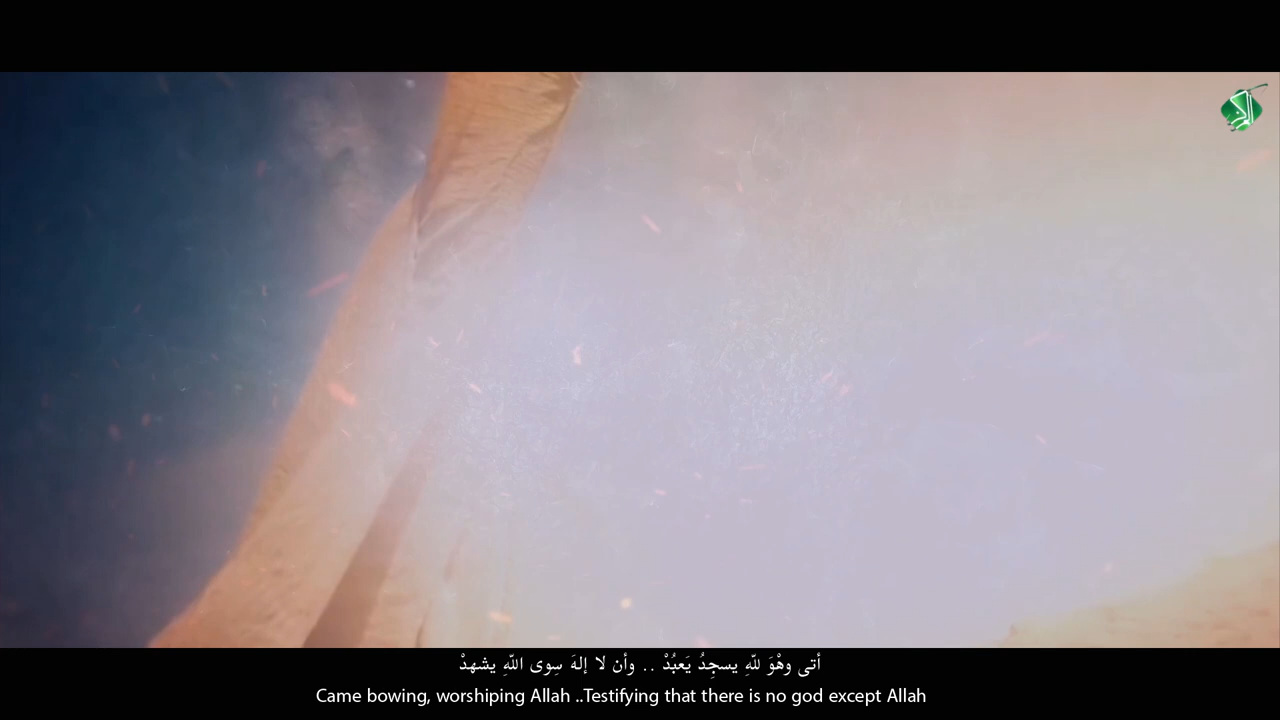 أتى وهْوَ للّهِ يسجِدُ يَعبُدْ .. وأن لا إلهَ سِوى اللّهِ يشهدْ
Came bowing, worshiping Allah ..Testifying that there is no god except Allah